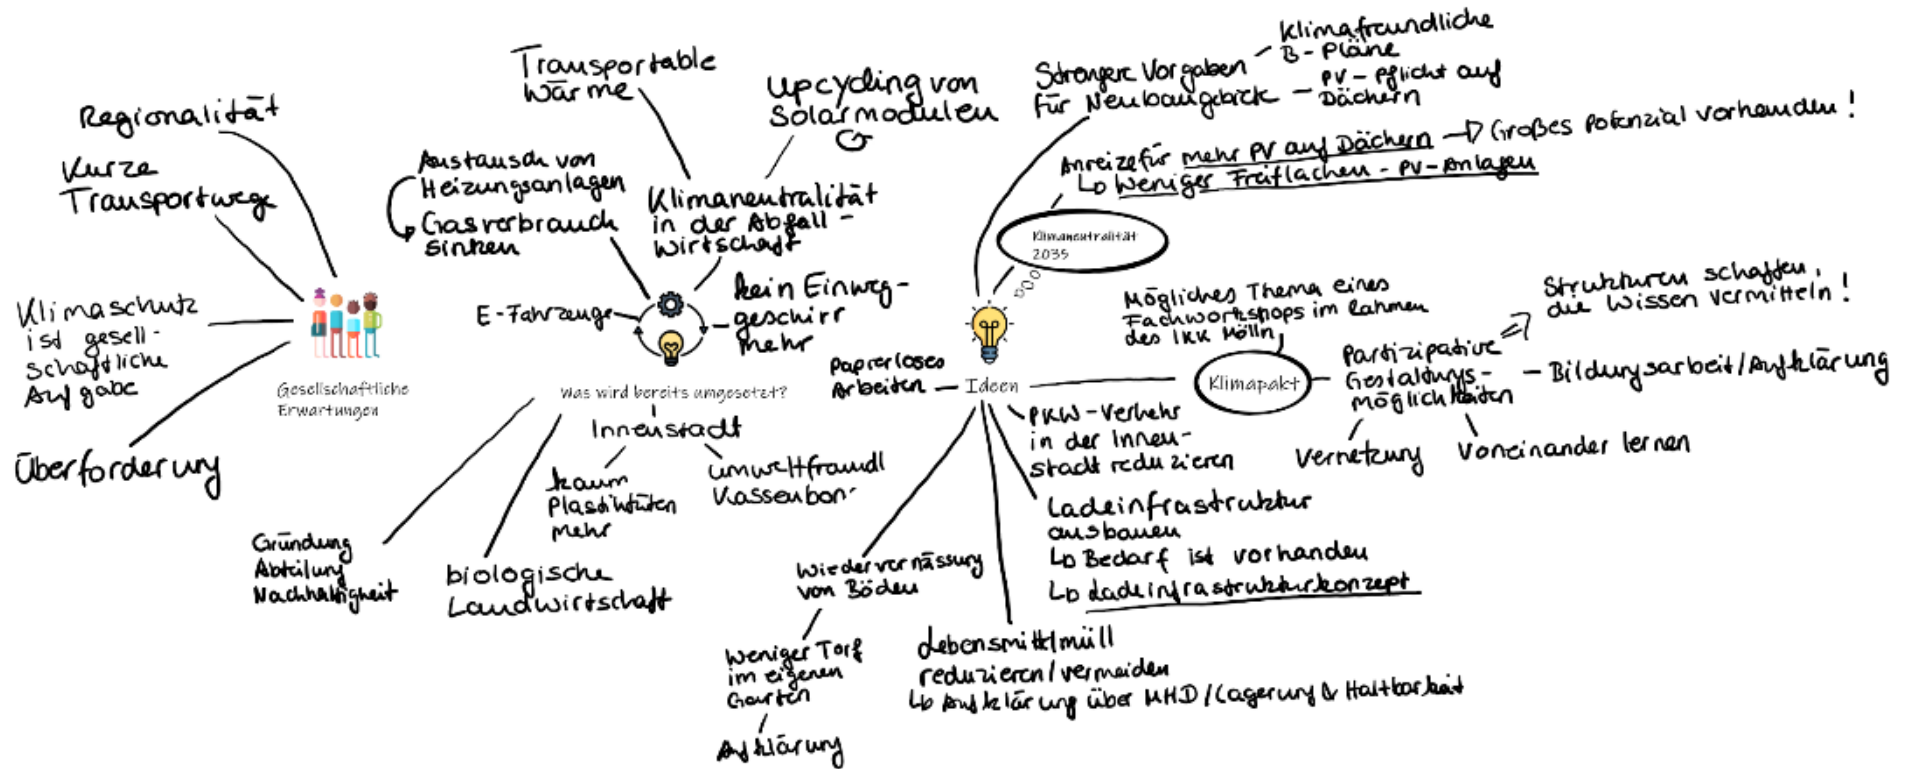 Regionalität
Kurze
Transportwege
Klimaschutz
ist gesell-
schaftliche
Aufgabe
Überforderung
Gesellschaftliche
Erwartungen
Transportable
Wärme
Upcycling von
Solarmodulen
Austausch von
Heizungsanlagen
Gasverbrauch
sinken
Klimaneutralität
in der Abfall-
wirtschaft
E-Fahrzeuge
kein Einweg-
geschirr
mehr
Was wird bereits umgesetzt?
Innenstadt
kaum
Plastiktüten
mehr
umweltfreundl
Kassenbon
Gründung
Abteilung
Nachhaltigkeit
biologische
Landwirtschaft
Strengere Vorgaben
für Neubaugebiete
Klimafreundliche
B-Pläne
PV-Pflicht auf
Dächern
Anreize für mehr PV auf Dächern
Großes Potenzial vorhanden!
Weniger Freiflächen-PV-Anlagen
Klimaneutralität
2035
Ideen
Papierloses
Arbeiten
Mögliches Thema eines
Fachworkshops im Rahmen
des IKK Mölln
Klimapakt
Partizipative
Gestaltungs-
möglichkeiten
Strukturen schaffen,
die Wissen vermitteln!
Bildungsarbeit/Aufklärung
Vernetzung
Voneinander lernen
PKW-Verkehr
in der Innen-
stadt reduzieren
Ladeinfrastruktur
ausbauen
Bedarf ist vorhanden
Ladeinfrastrukturkonzept
Wiedervernässung
von Böden
Weniger Torf
im eigenen
Garten
Aufklärung
Lebensmittelmüll
reduzieren/vermeiden
Aufklärung über MHD/Lagerung & Haltbarkeit